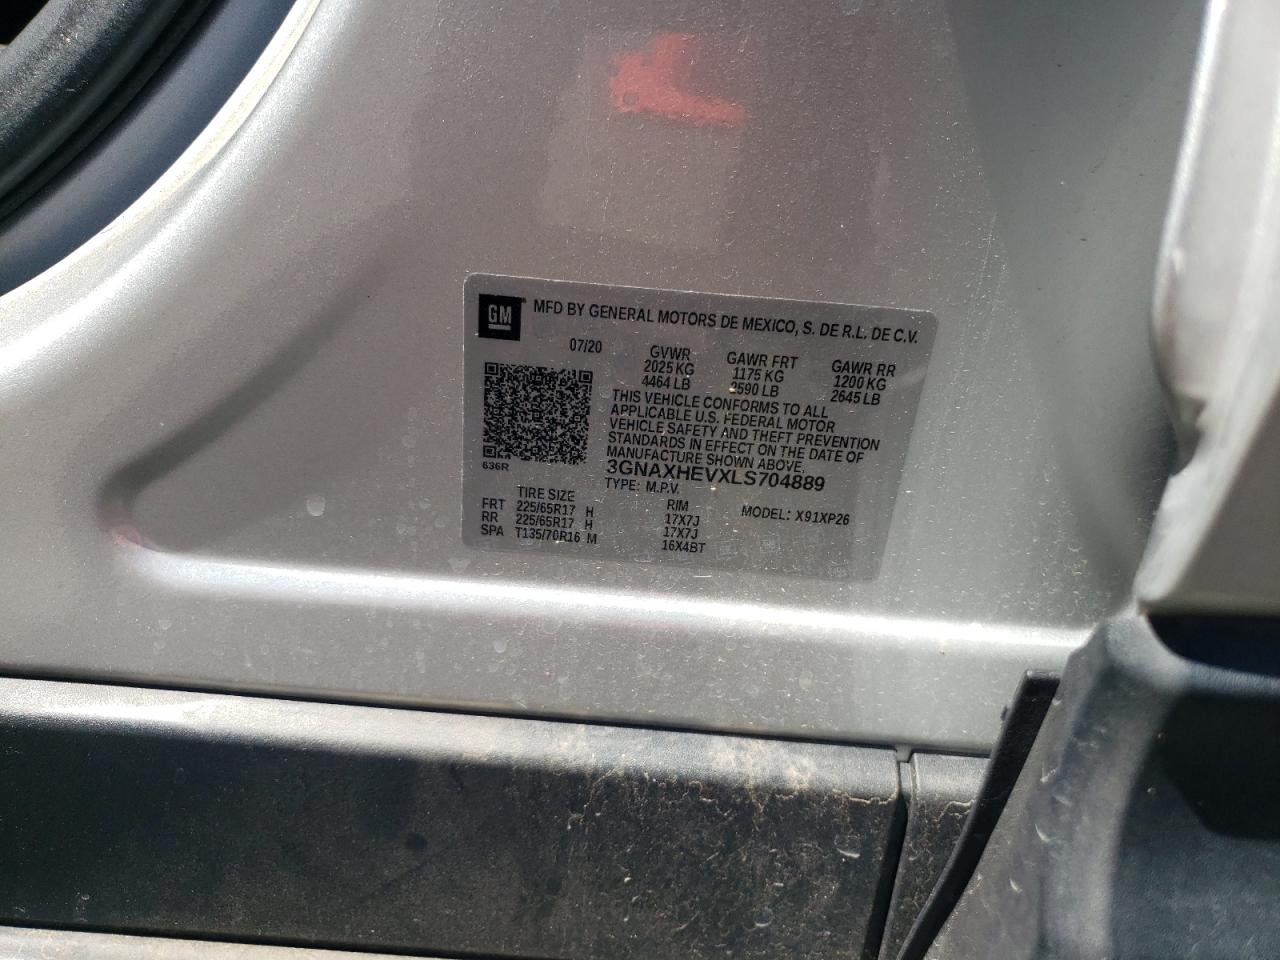 GM MFD BY GENERAL MOTORS DE MEXICO, S. DE R.L. DE C.V.
07/20 GVWR GAWR FRT GAWR RR
2025 KG 1175 KG 1200 KG
4464 LB 2590 LB 2645 LB
THIS VEHICLE CONFORMS TO ALL
APPLICABLE U.S. FEDERAL MOTOR
VEHICLE SAFETY AND THEFT PREVENTION
STANDARDS IN EFFECT ON THE DATE OF
MANUFACTURE SHOWN ABOVE.
636R
3GNAXHEVXLS704889
TYPE: M.P.V.
TIRE SIZE RIM MODEL: X91XP26
FRT 225/65R17 H 17X7J
RR 225/65R17 H 17X7J
SPA T135/70R16 M 16X4BT